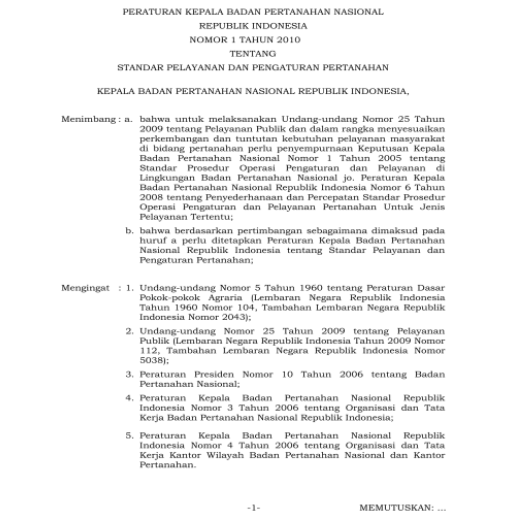 PERATURAN KEPALA BADAN PERTANAHAN NASIONAL
REPUBLIK INDONESIA
NOMOR 1 TAHUN 2010
TENTANG
STANDAR PELAYANAN DAN PENGATURAN PERTANAHAN
KEPALA BADAN PERTANAHAN NASIONAL REPUBLIK INDONESIA,
Menimbang : a. bahwa untuk melaksanakan Undang-undang Nomor 25 Tahun
2009 tentang Pelayanan Publik dan dalam rangka menyesuaikan
perkembangan dan tuntutan kebutuhan pelayanan masyarakat
di bidang pertanahan perlu penyempurnaan Keputusan Kepala
Badan Pertanahan Nasional Nomor 1 Tahun 2005 tentang
Standar Prosedur Operasi Pengaturan dan Pelayanan di
Lingkungan Badan Pertanahan Nasional jo. Peraturan Kepala
Badan Pertanahan Nasional Republik Indonesia Nomor 6 Tahun
2008 tentang Penyederhanaan dan Percepatan Standar Prosedur
Operasi Pengaturan dan Pelayanan Pertanahan Untuk Jenis
Pelayanan Tertentu;
b. bahwa berdasarkan pertimbangan sebagaimana dimaksud pada
huruf a perlu ditetapkan Peraturan Kepala Badan Pertanahan
Nasional Republik Indonesia tentang Standar Pelayanan dan
Pengaturan Pertanahan;
Mengingat : 1. Undang-undang Nomor 5 Tahun 1960 tentang Peraturan Dasar
Pokok-pokok Agraria (Lembaran Negara Republik Indonesia
Tahun 1960 Nomor 104, Tambahan Lembaran Negara Republik
Indonesia Nomor 2043);
2. Undang-undang Nomor 25 Tahun 2009 tentang Pelayanan
Publik (Lembaran Negara Republik Indonesia Tahun 2009 Nomor
112, Tambahan Lembaran Negara Republik Indonesia Nomor
5038);
3. Peraturan Presiden Nomor 10 Tahun 2006 tentang Badan
Pertanahan Nasional;
4. Peraturan Kepala Badan Pertanahan Nasional Republik
Indonesia Nomor 3 Tahun 2006 tentang Organisasi dan Tata
Kerja Badan Pertanahan Nasional Republik Indonesia;
5. Peraturan Kepala Badan Pertanahan Nasional Republik
Indonesia Nomor 4 Tahun 2006 tentang Organisasi dan Tata
Kerja Kantor Wilayah Badan Pertanahan Nasional dan Kantor
Pertanahan.
-1- MEMUTUSKAN: ...